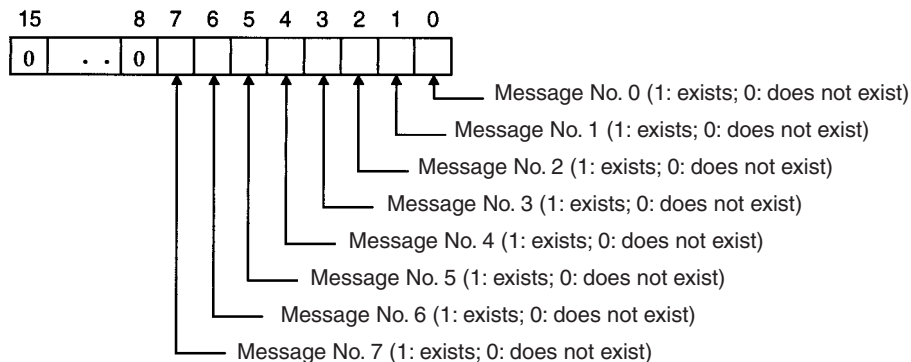 15 8 7 6 5 4 3 2 1 0
0 . . 0
Message No. 0 (1: exists; 0: does not exist)
Message No. 1 (1: exists; 0: does not exist)
Message No. 2 (1: exists; 0: does not exist)
Message No. 3 (1: exists; 0: does not exist)
Message No. 4 (1: exists; 0: does not exist)
Message No. 5 (1: exists; 0: does not exist)
Message No. 6 (1: exists; 0: does not exist)
Message No. 7 (1: exists; 0: does not exist)